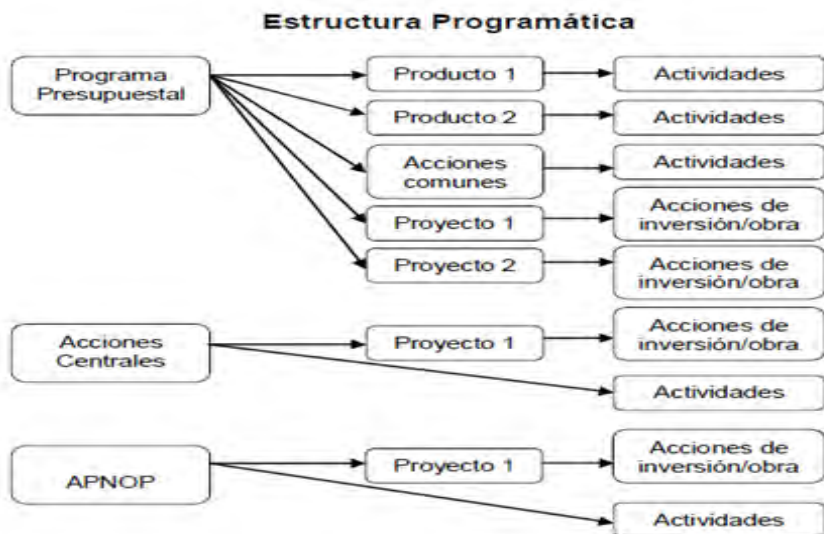 Estructura Programática
Programa
Presupuestal
Producto 1
Actividades
Producto 2
Actividades
Acciones
comunes
Actividades
Proyecto 1
Acciones de
inversión/obra
Proyecto 2
Acciones de
inversión/obra
Acciones
Centrales
Proyecto 1
Acciones de
inversión/obra
Actividades
APNOP
Proyecto 1
Acciones de
inversión/obra
Actividades